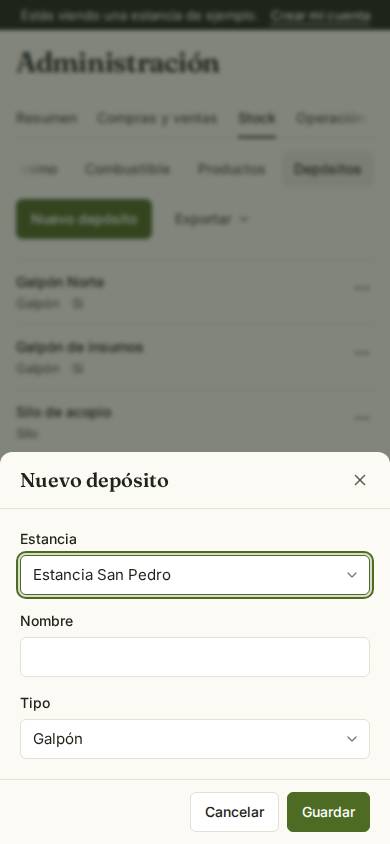 Estás viendo una estancia de ejemplo. Crear mi cuenta
Administración
Resumen Compras y ventas Stock Operación
Combustible Productos Depósitos
Nuevo depósito Exportar
Galpón Norte
Galpón Sí
Galpón de insumos
Galpón Sí
Silo de acopio
Silo
Nuevo depósito
Estancia
Estancia San Pedro
Nombre
Tipo
Galpón
Cancelar Guardar